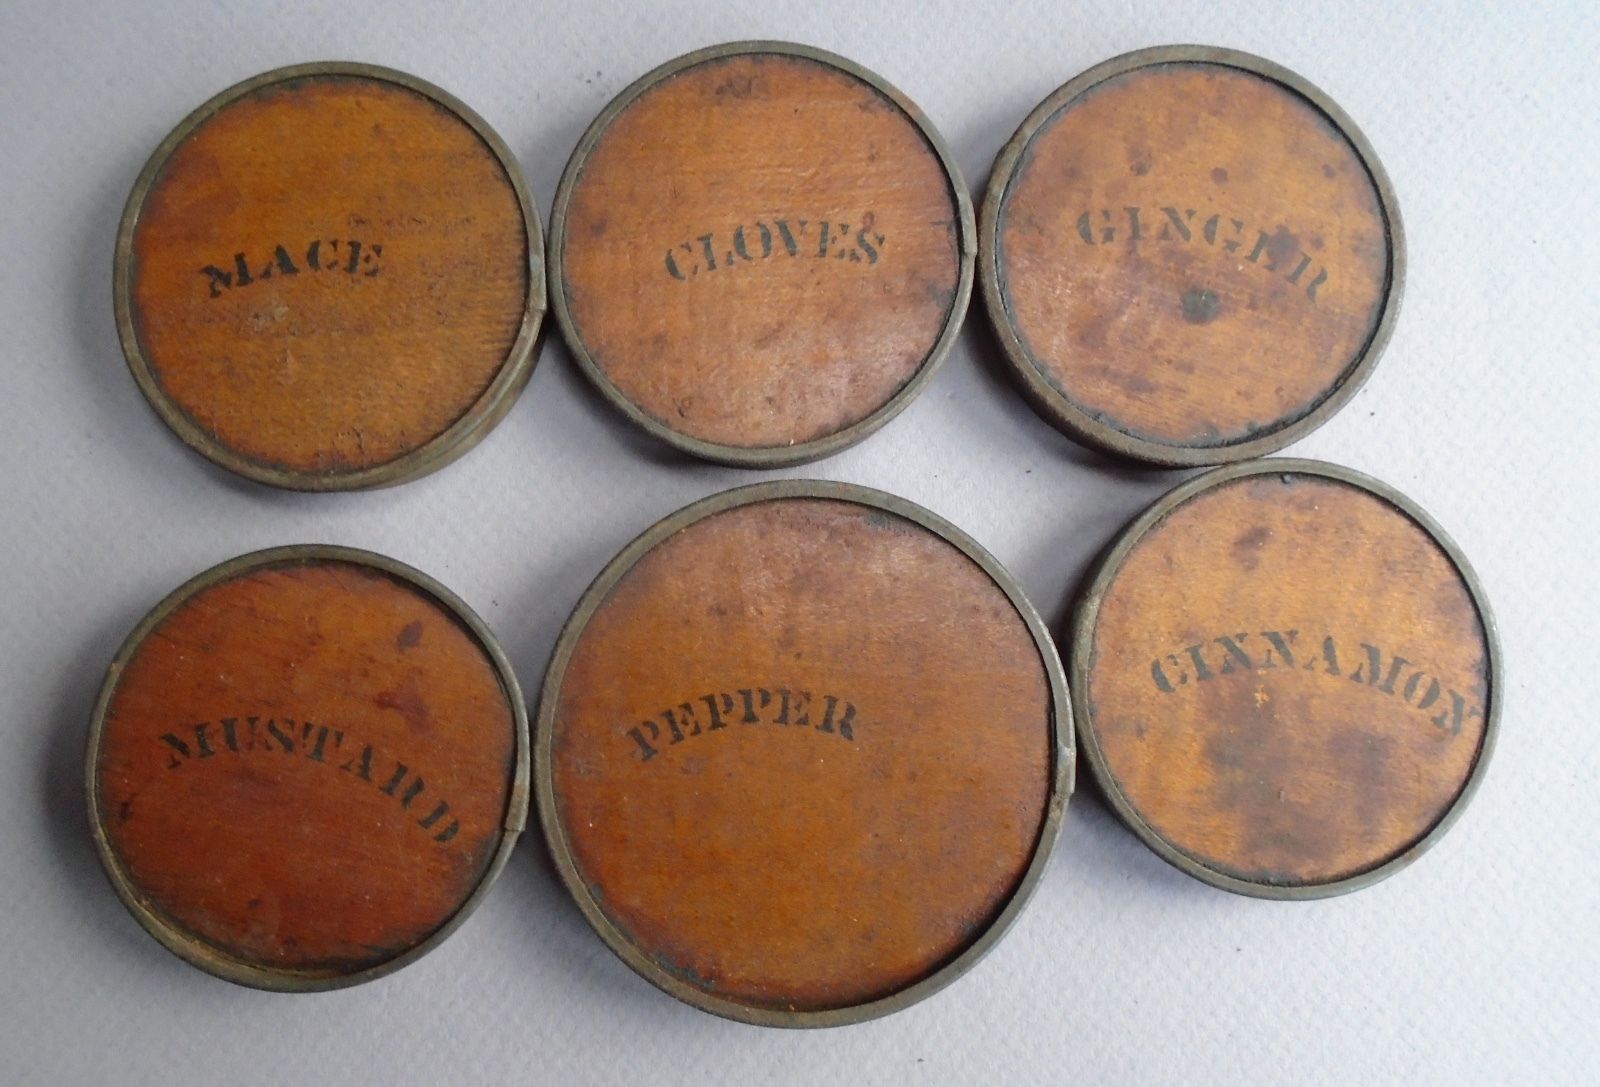 MACE
CLOVES
GINGER
MUSTARD
PEPPER
CINNAMON